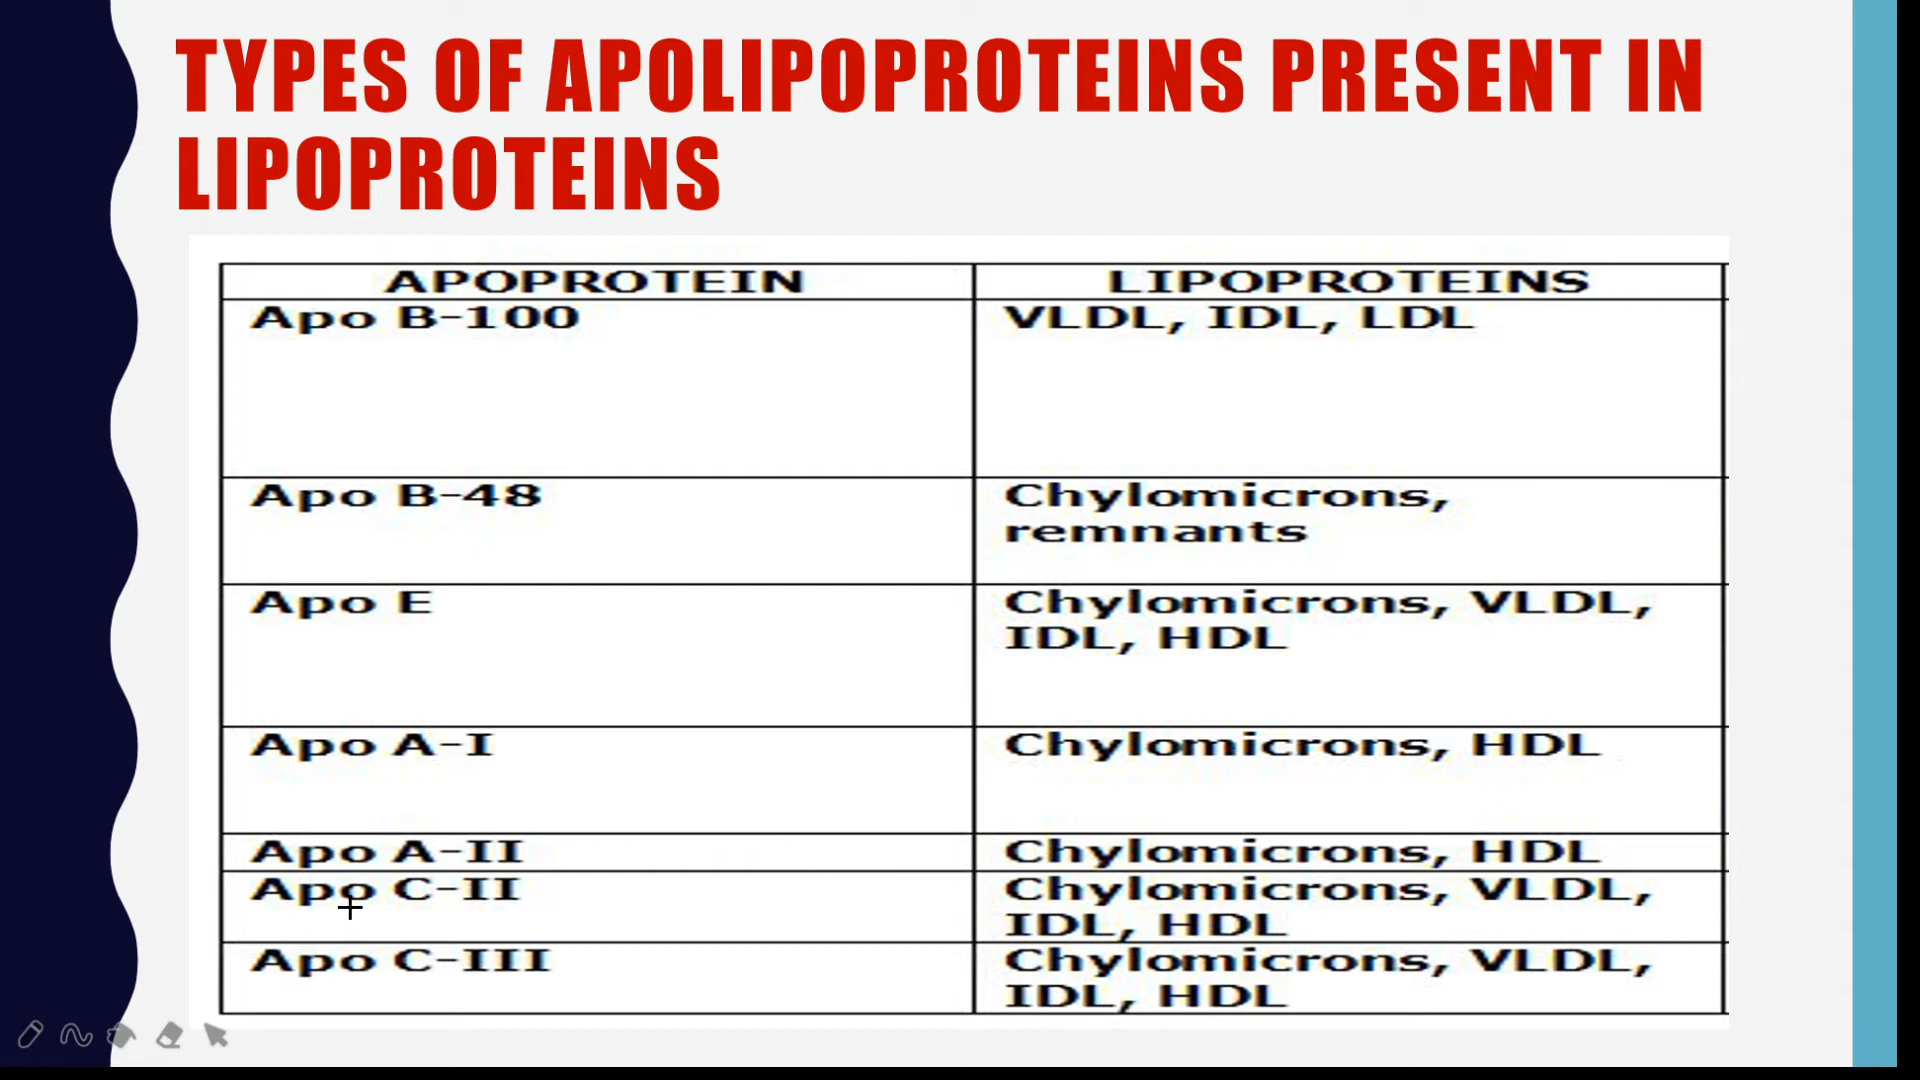 TYPES OF APOLIPOPROTEINS PRESENT IN
LIPOPROTEINS
APOPROTEIN LIPOPROTEINS
Apo B-100 VLDL, IDL, LDL
Apo B-48 Chylomicrons,
remnants
Apo E Chylomicrons, VLDL,
IDL, HDL
Apo A-I Chylomicrons, HDL
Apo A-II Chylomicrons, HDL
Apo C-II Chylomicrons, VLDL,
IDL, HDL
Apo C-III Chylomicrons, VLDL,
IDL, HDL